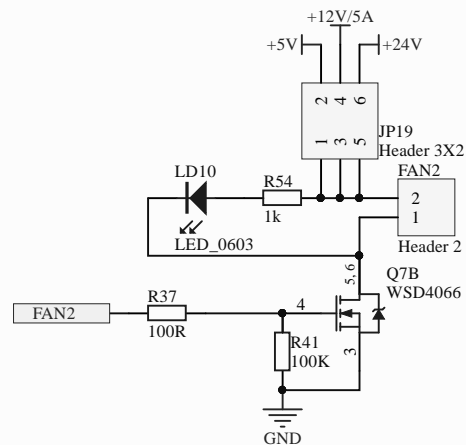 +12V/5A
+5V
+24V
2 4 6
1 3 5
JP19
Header 3X2
LD10
R54
1k
LED_0603
FAN2
2
1
Header 2
5, 6
Q7B
WSD4066
R37
100R
FAN2
4
R41
100K
3
GND